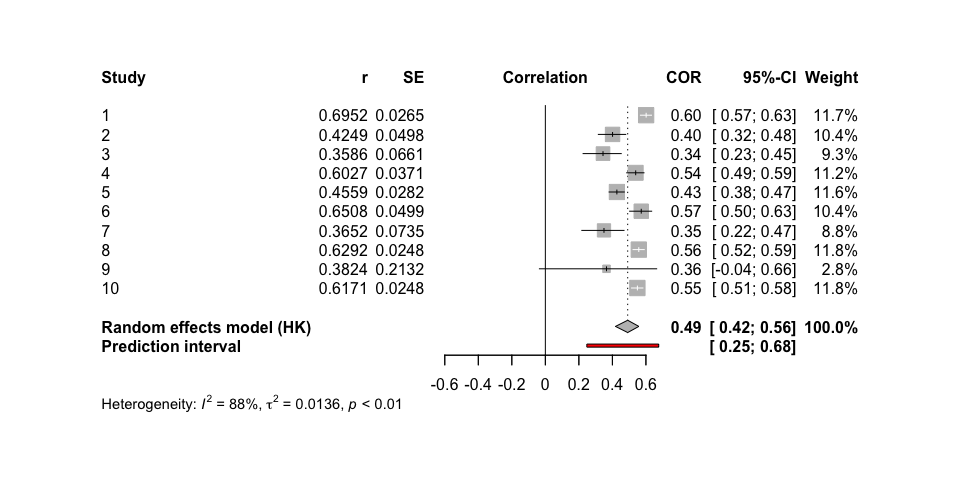 Study r SE Correlation COR 95%-CI Weight
1 0.6952 0.0265 0.60 [ 0.57; 0.63] 11.7%
2 0.4249 0.0498 0.40 [ 0.32; 0.48] 10.4%
3 0.3586 0.0661 0.34 [ 0.23; 0.45] 9.3%
4 0.6027 0.0371 0.54 [ 0.49; 0.59] 11.2%
5 0.4559 0.0282 0.43 [ 0.38; 0.47] 11.6%
6 0.6508 0.0499 0.57 [ 0.50; 0.63] 10.4%
7 0.3652 0.0735 0.35 [ 0.22; 0.47] 8.8%
8 0.6292 0.0248 0.56 [ 0.52; 0.59] 11.8%
9 0.3824 0.2132 0.36 [-0.04; 0.66] 2.8%
10 0.6171 0.0248 0.55 [ 0.51; 0.58] 11.8%
Random effects model (HK) 0.49 [ 0.42; 0.56] 100.0%
Prediction interval [ 0.25; 0.68]
-0.6 -0.4 -0.2 0 0.2 0.4 0.6
Heterogeneity: I² = 88%, τ² = 0.0136, p < 0.01